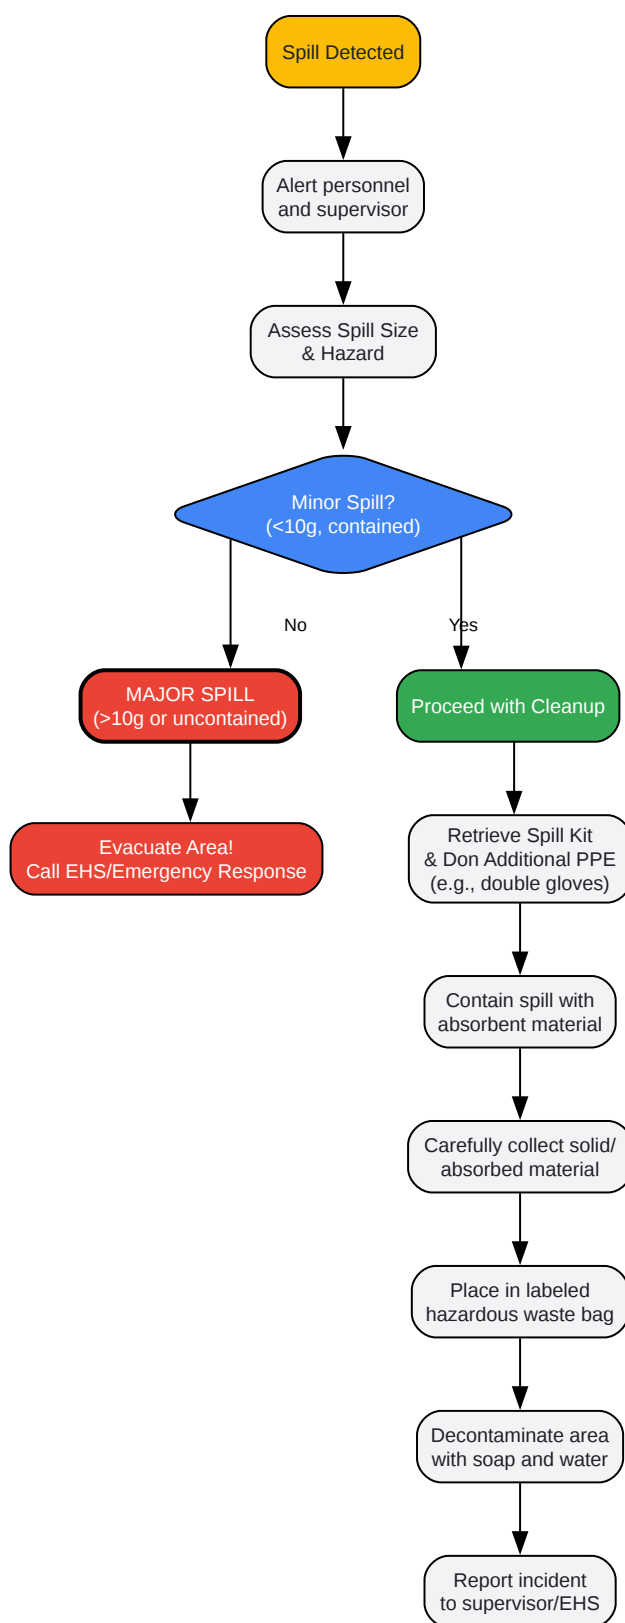 Spill Detected
Alert personnel
and supervisor
Assess Spill Size
& Hazard
Minor Spill?
(<10g, contained)
No
Yes
MAJOR SPILL
(>10g or uncontained)
Proceed with Cleanup
Evacuate Area!
Call EHS/Emergency Response
Retrieve Spill Kit
& Don Additional PPE
(e.g., double gloves)
Contain spill with
absorbent material
Carefully collect solid/
absorbed material
Place in labeled
hazardous waste bag
Decontaminate area
with soap and water
Report incident
to supervisor/EHS